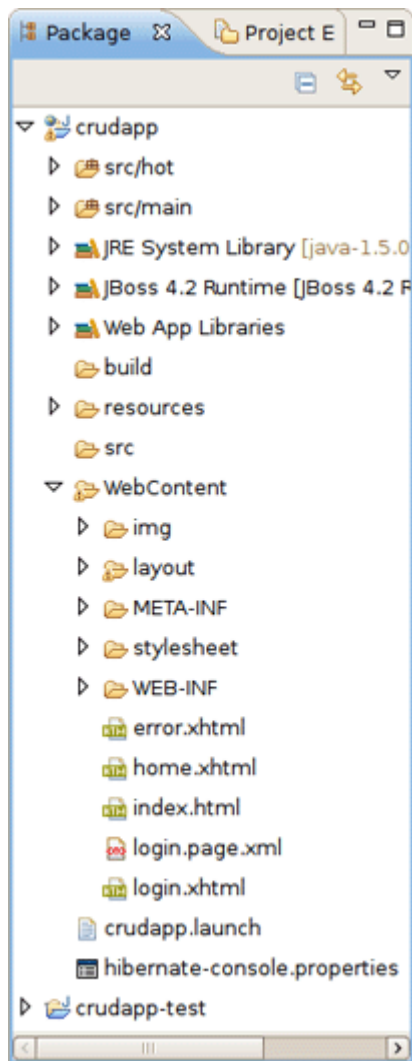 Package Project E
crudapp
src/hot
src/main
JRE System Library [java-1.5.0
JBoss 4.2 Runtime [JBoss 4.2 R
Web App Libraries
build
resources
src
WebContent
img
layout
META-INF
stylesheet
WEB-INF
error.xhtml
home.xhtml
index.html
login.page.xml
login.xhtml
crudapp.launch
hibernate-console.properties
crudapp-test